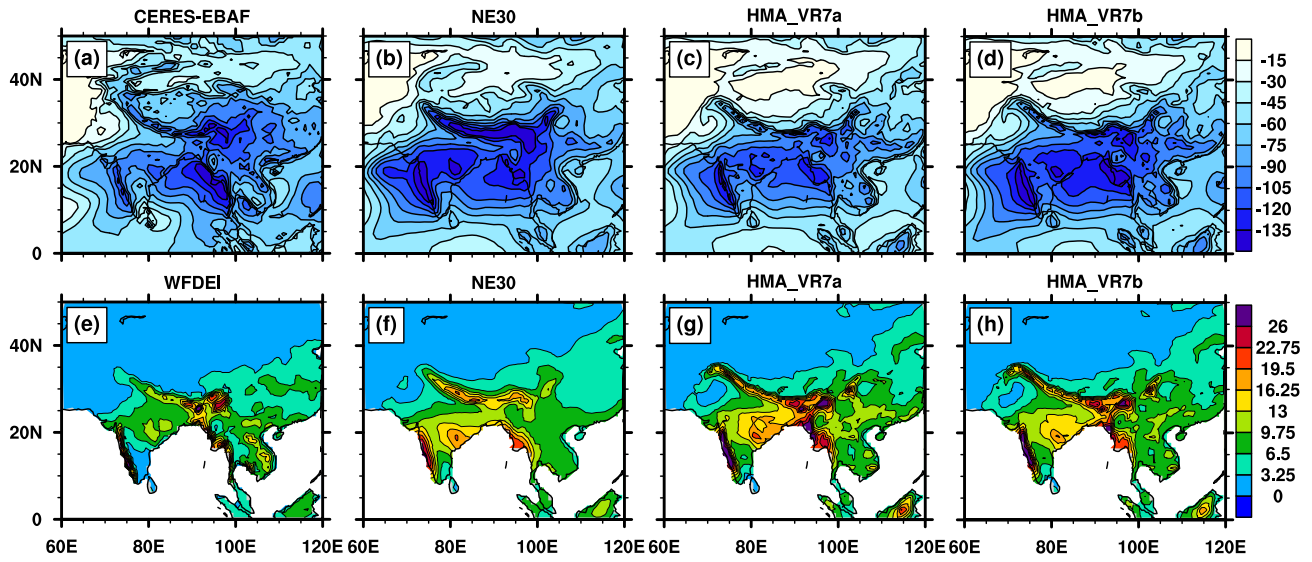 CERES-EBAF NE30 HMA_VR7a HMA_VR7b
(a) (b) (c) (d)
40N
20N
0
-15
-30
-45
-60
-75
-90
-105
-120
-135
WFDEI NE30 HMA_VR7a HMA_VR7b
(e) (f) (g) (h)
40N
20N
0
26
22.75
19.5
16.25
13
9.75
6.5
3.25
0
60E 80E 100E 120E 60E 80E 100E 120E 60E 80E 100E 120E 60E 80E 100E 120E